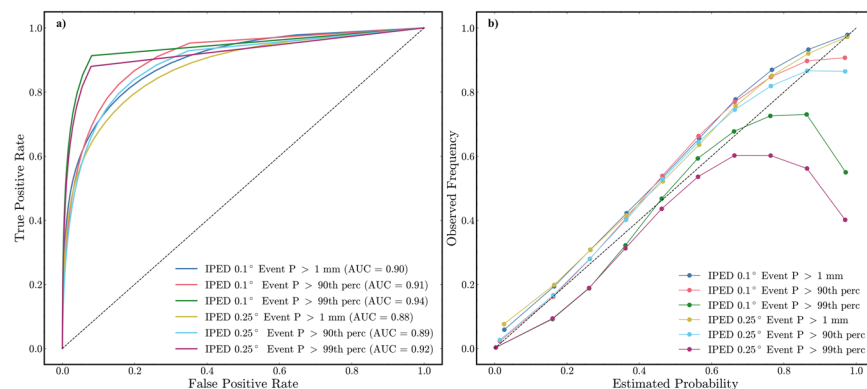 a)
1.0
0.8
0.6
0.4
0.2
0.0
True Positive Rate
IPED 0.1° Event P > 1 mm (AUC = 0.90)
IPED 0.1° Event P > 90th perc (AUC = 0.91)
IPED 0.1° Event P > 99th perc (AUC = 0.94)
IPED 0.25° Event P > 1 mm (AUC = 0.88)
IPED 0.25° Event P > 90th perc (AUC = 0.89)
IPED 0.25° Event P > 99th perc (AUC = 0.92)
0.0 0.2 0.4 0.6 0.8 1.0
False Positive Rate
b)
1.0
0.8
0.6
0.4
0.2
0.0
Observed Frequency
IPED 0.1° Event P > 1 mm
IPED 0.1° Event P > 90th perc
IPED 0.1° Event P > 99th perc
IPED 0.25° Event P > 1 mm
IPED 0.25° Event P > 90th perc
IPED 0.25° Event P > 99th perc
0.0 0.2 0.4 0.6 0.8 1.0
Estimated Probability